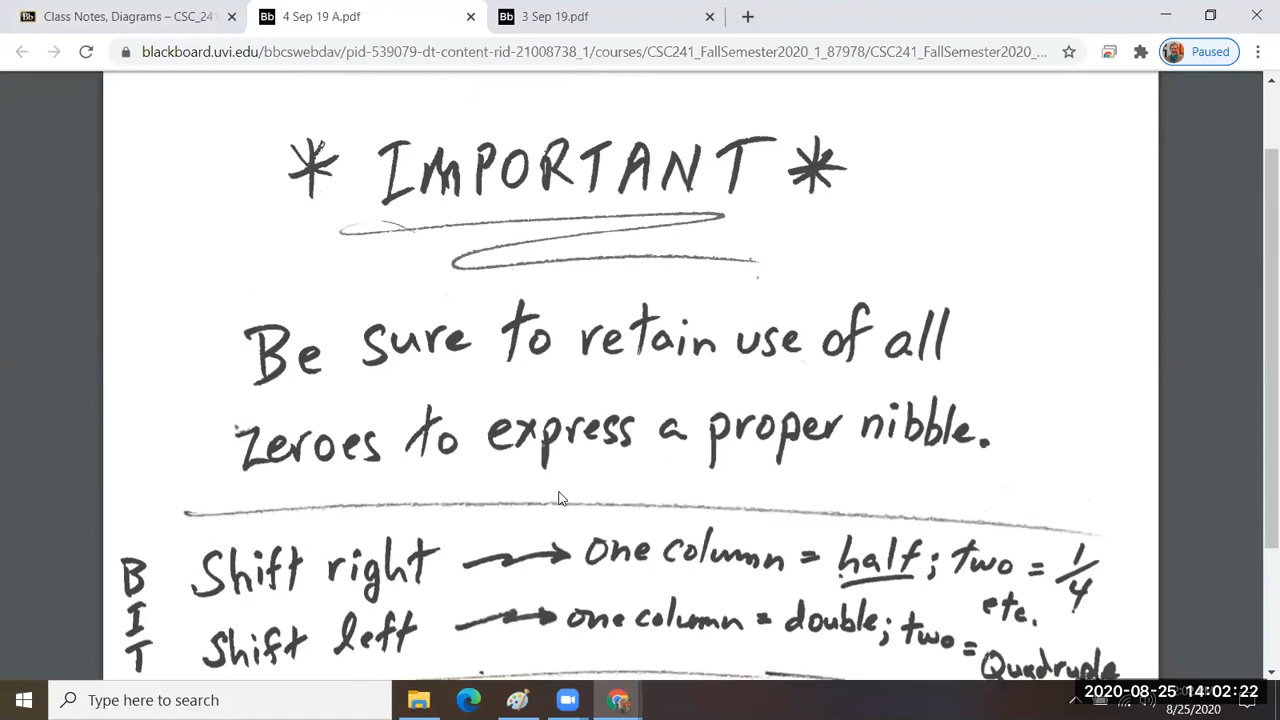 Class Notes, Diagrams – CSC_241
4 Sep 19 A.pdf
3 Sep 19.pdf
blackboard.uvi.edu/bbcswebdav/pid-539079-dt-content-rid-21008738_1/courses/CSC241_FallSemester2020_1_87978/CSC241_FallSemester2020_...
Paused
* IMPORTANT *
Be sure to retain use of all
zeroes to express a proper nibble.
BIT
Shift right → one column = half; two = 1/4
etc.
Shift left → one column = double; two =
Quadruple
Type here to search
2020-08-25 14:02:22
8/25/2020